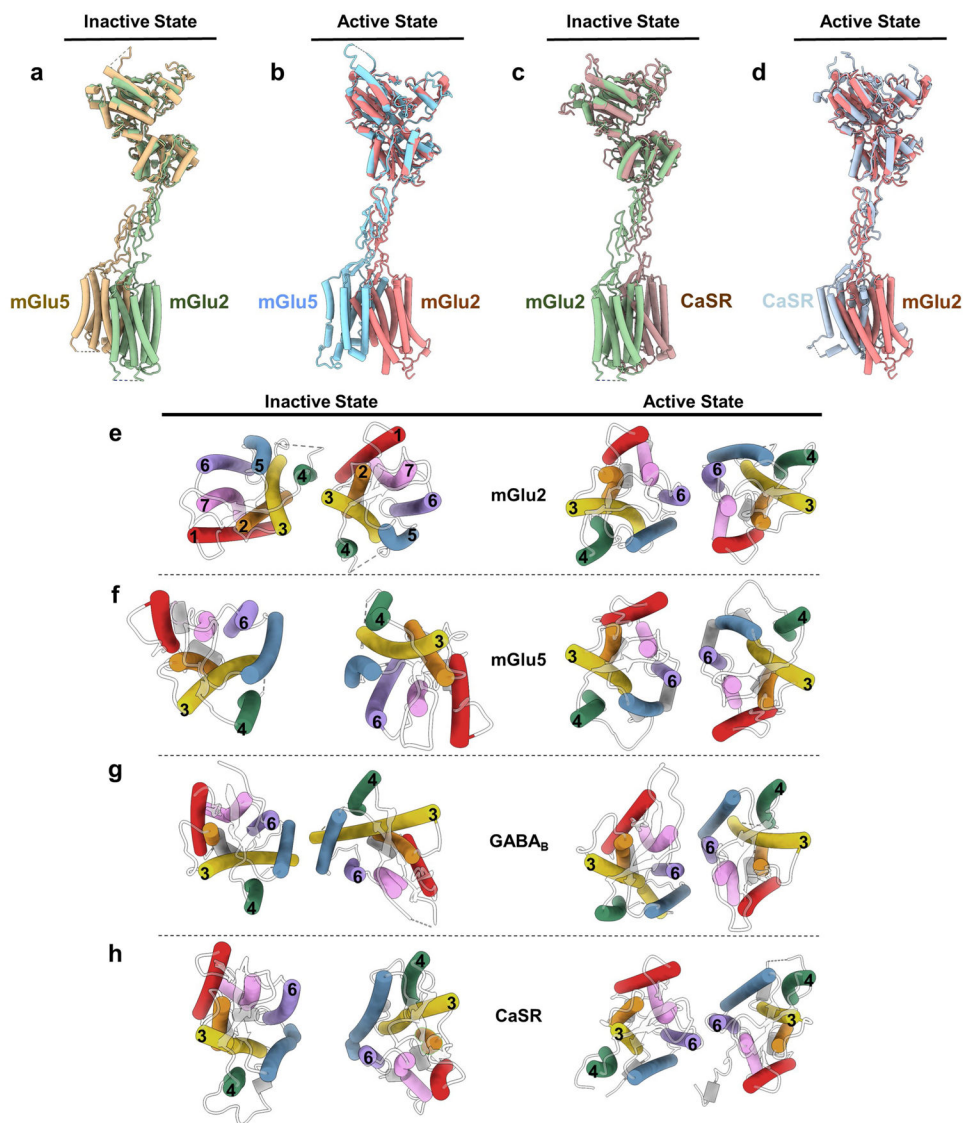 Inactive State Active State Inactive State Active State
a b c d
mGlu5 mGlu2 mGlu5 mGlu2 mGlu2 CaSR CaSR mGlu2
Inactive State Active State
e
1
4
6 5 4 2 7 6
3 6 6
7 3 mGlu2 3
2 6
1 3 5
4 4
f
4 4
6 3
3 6
mGlu5
3 6 3
4 6 4
g
4 4
6 3 3
GABAB
3 6 3 6 6
4 4
h
4 4
6 3
3 CaSR 3 6 3
6 6
4 4